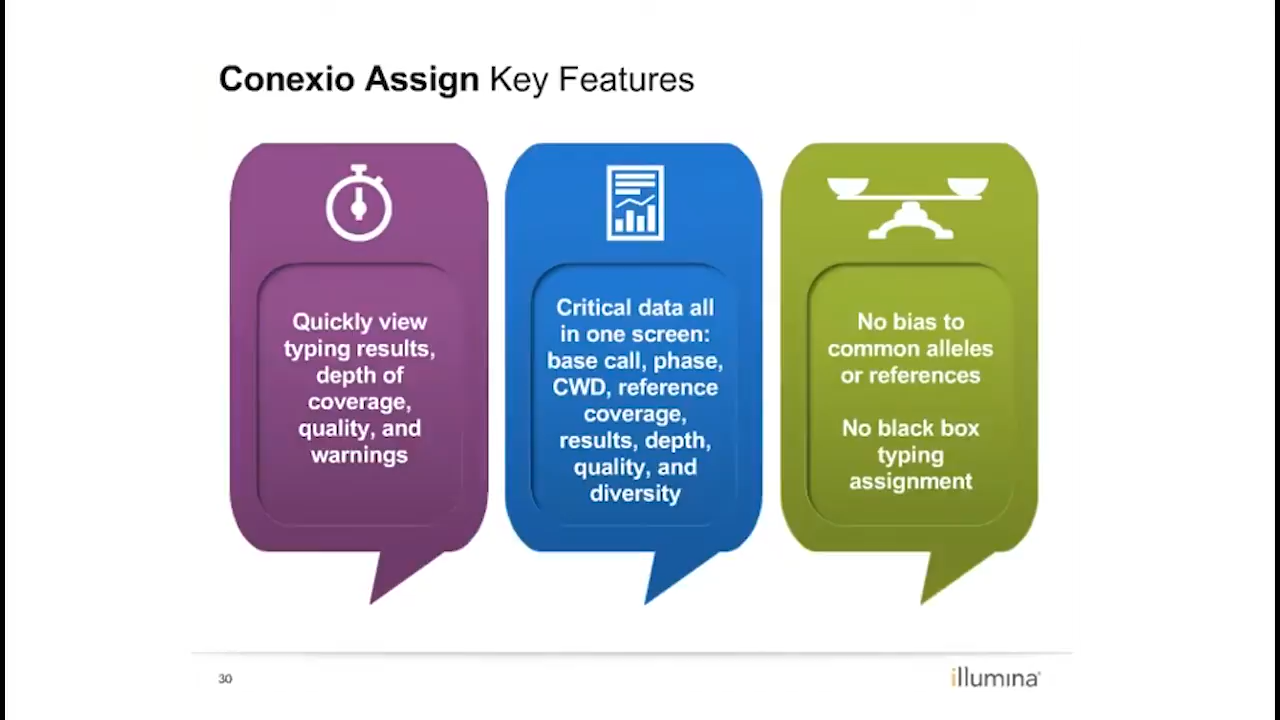 Conexio Assign Key Features
Quickly view
typing results,
depth of
coverage,
quality, and
warnings
Critical data all
in one screen:
base call, phase,
CWD, reference
coverage,
results, depth,
quality, and
diversity
No bias to
common alleles
or references
No black box
typing
assignment
30
illumina®